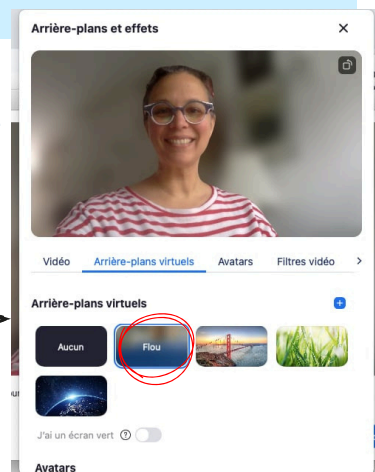 Arrière-plans et effets
Vidéo Arrière-plans virtuels Avatars Filtres vidéo
Arrière-plans virtuels
Aucun Flou
J'ai un écran vert
Avatars